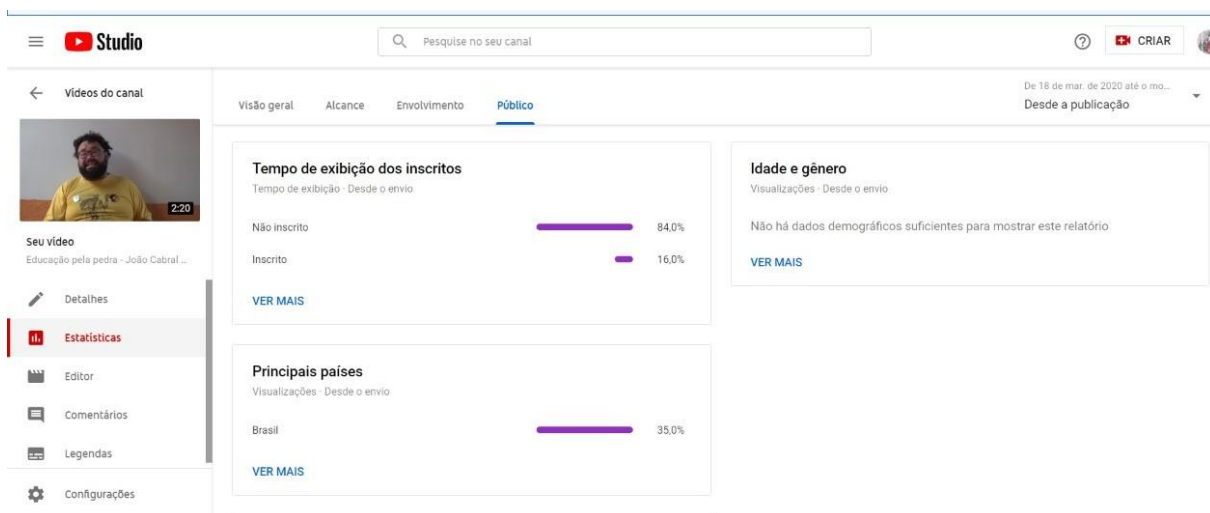 Studio
Pesquise no seu canal
CRIAR
Vídeos do canal
2:20
Seu vídeo
Educação pela pedra - João Cabral ...
Detalhes
Estatísticas
Editor
Comentários
Legendas
Configurações
Visão geral Alcance Envolvimento Público
De 18 de mar. de 2020 até o mo...
Desde a publicação
Tempo de exibição dos inscritos
Tempo de exibição · Desde o envio
Não inscrito 84,0%
Inscrito 16,0%
VER MAIS
Idade e gênero
Visualizações · Desde o envio
Não há dados demográficos suficientes para mostrar este relatório
VER MAIS
Principais países
Visualizações · Desde o envio
Brasil 35,0%
VER MAIS